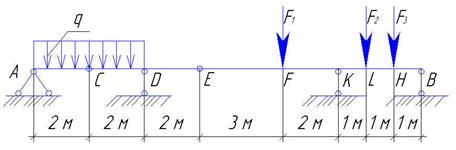 q F₁ F₂ F₃
A C D E F K L H B
2 м 2 м 2 м 3 м 2 м 1 м 1 м 1 м